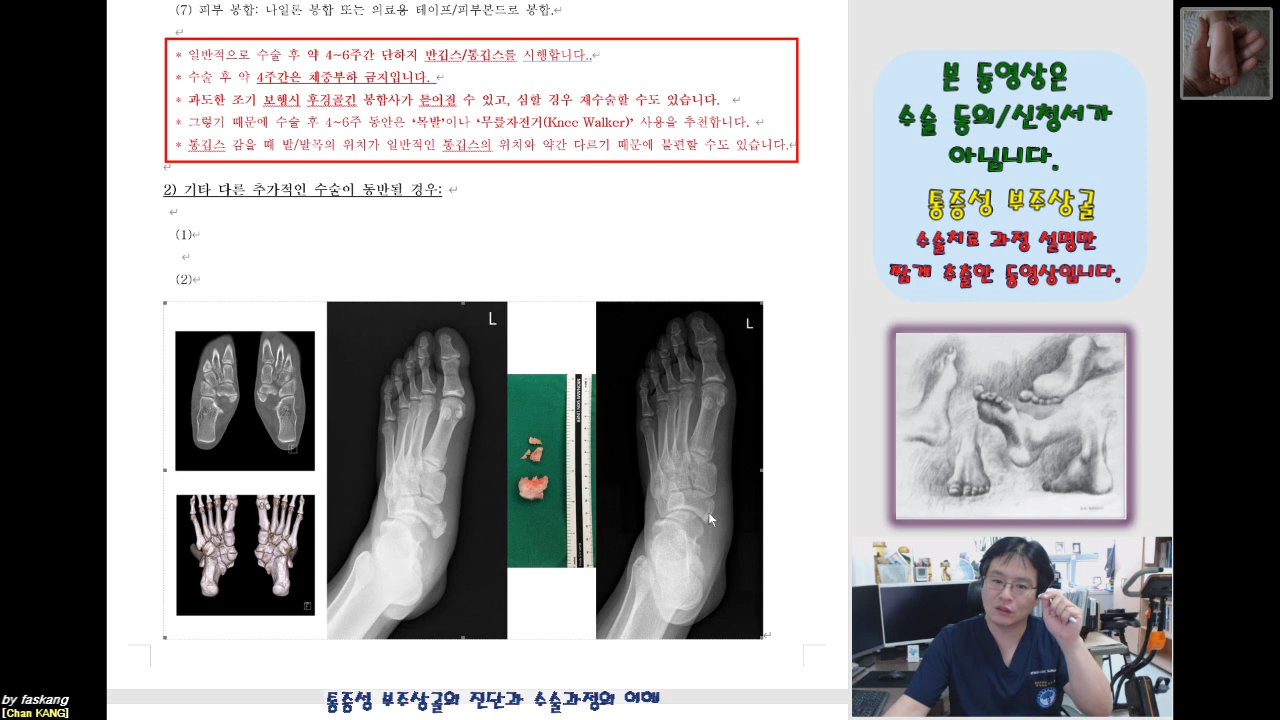 (7) 피부 봉합: 나일론 봉합 또는 의료용 테이프/피부본드로 봉합.
* 일반적으로 수술 후 약 4~6주간 단하지 반깁스/통깁스를 시행합니다..
* 수술 후 약 4주간은 체중부하 금지입니다.
* 과도한 조기 보행시 후경골건 봉합사가 뜯어질 수 있고, 심할 경우 재수술할 수도 있습니다.
* 그렇기 때문에 수술 후 4~6주 동안은 ‘목발’이나 ‘무릎자전거(Knee Walker)’ 사용을 추천합니다.
* 통깁스 감을 때 발/발목의 위치가 일반적인 통깁스의 위치와 약간 다르기 때문에 불편할 수도 있습니다.
2) 기타 다른 추가적인 수술이 동반될 경우:
(1)
(2)
L
L
본 동영상은
수술 동의/신청서가
아닙니다.
통증성 부주상골
수술치료 과정 설명만
짧게 추출한 동영상입니다.
by faskang
[Chan KANG]
통증성 부주상골의 진단과 수술과정의 이해